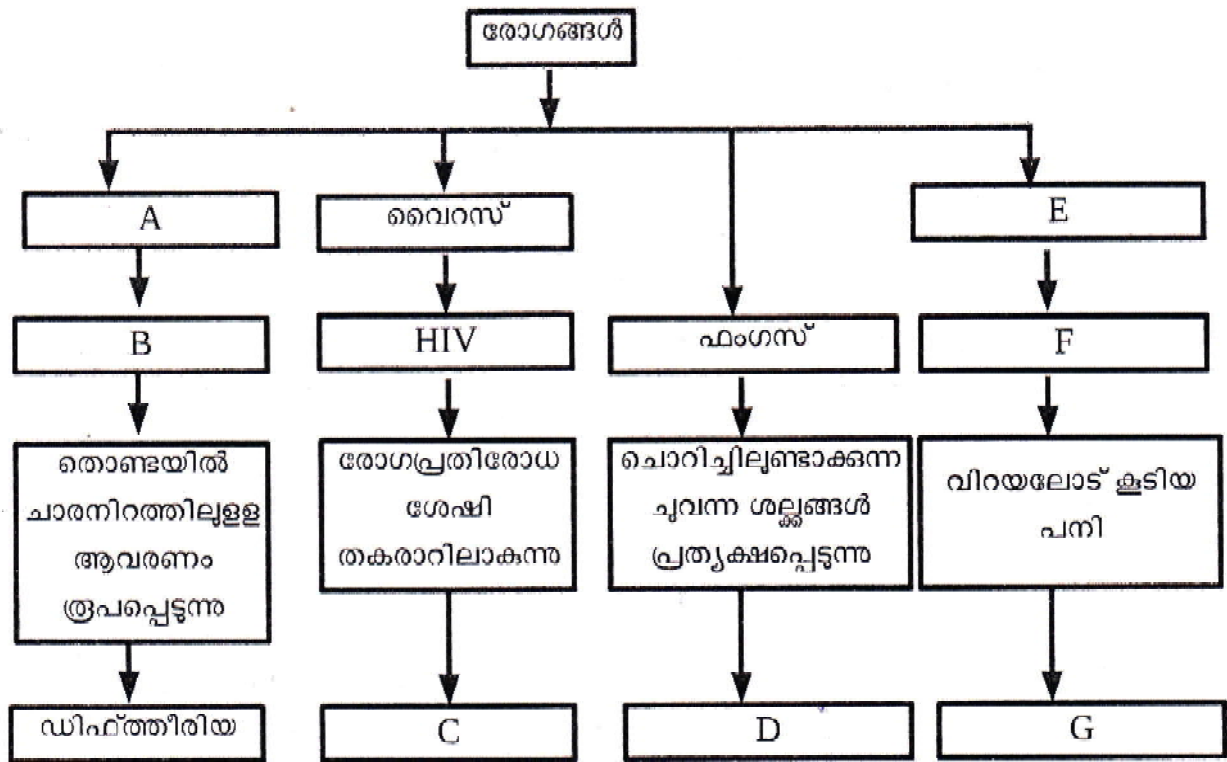 രോഗങ്ങൾ
A
വൈറസ്
E
B
HIV
ഫംഗസ്
F
തൊണ്ടയിൽ
ചാരനിറത്തിലുളള
ആവരണം
രൂപപ്പെടുന്നു
രോഗപ്രതിരോധ
ശേഷി
തകരാറിലാകുന്നു
ചൊറിച്ചിലുണ്ടാക്കുന്ന
ചുവന്ന ശല്ക്കങ്ങൾ
പ്രത്യക്ഷപ്പെടുന്നു
വിറയലോട് കൂടിയ
പനി
ഡിഫ്ത്തീരിയ
C
D
G